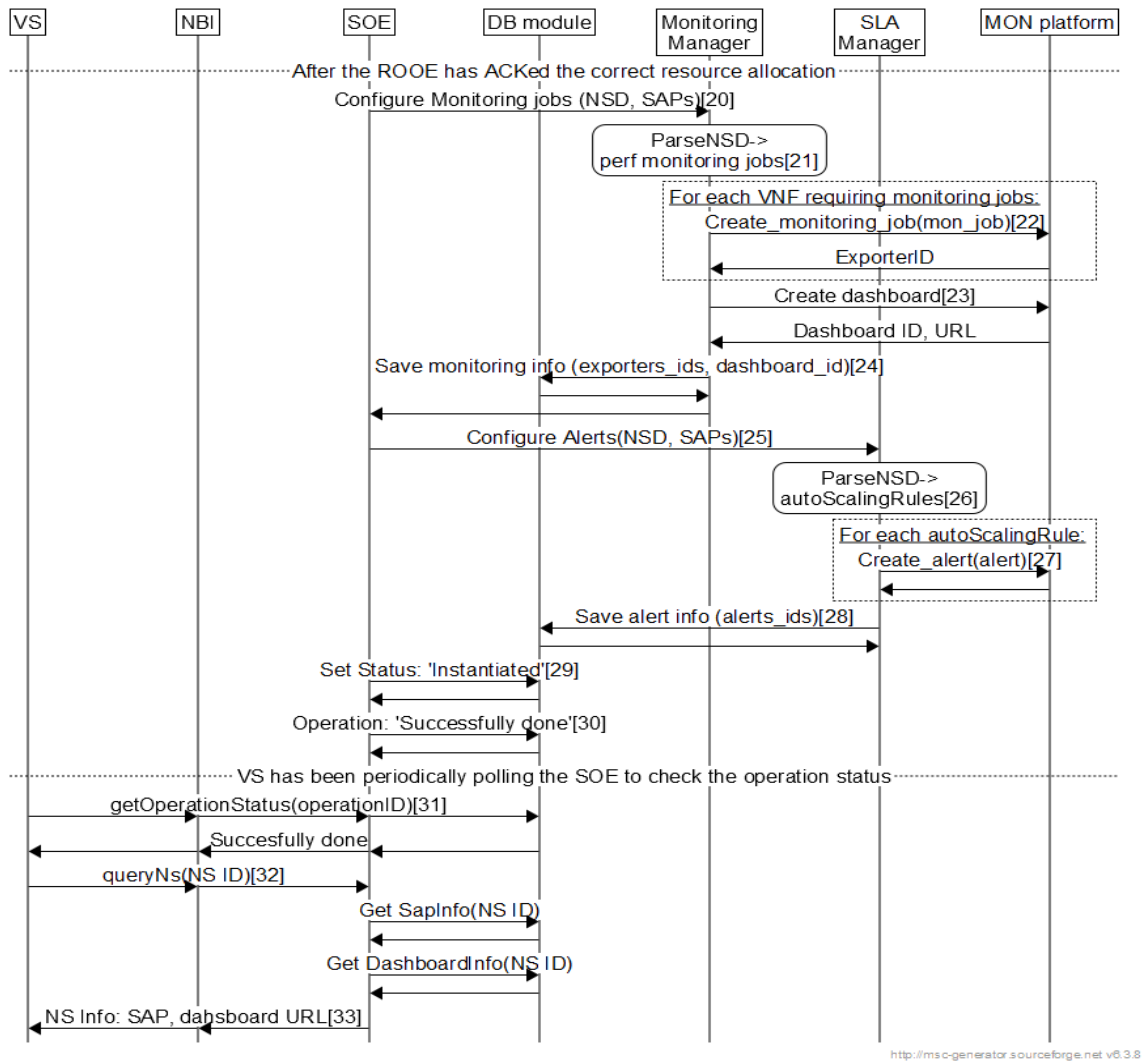 VS
NBI
SOE
DB module
Monitoring
Manager
SLA
Manager
MON platform
After the ROOE has ACKed the correct resource allocation
Configure Monitoring jobs (NSD, SAPs)[20]
ParseNSD->
perf monitoring jobs[21]
For each VNF requiring monitoring jobs:
Create_monitoring_job(mon_job)[22]
ExporterID
Create dashboard[23]
Dashboard ID, URL
Save monitoring info (exporters_ids, dashboard_id)[24]
Configure Alerts(NSD, SAPs)[25]
ParseNSD->
autoScalingRules[26]
For each autoScalingRule:
Create_alert(alert)[27]
Save alert info (alerts_ids)[28]
Set Status: 'Instantiated'[29]
Operation: 'Successfully done'[30]
VS has been periodically polling the SOE to check the operation status
getOperationStatus(operationID)[31]
Succesfully done
queryNs(NS ID)[32]
Get SapInfo(NS ID)
Get DashboardInfo(NS ID)
NS Info: SAP, dahsboard URL[33]
http://msc-generator.sourceforge.net v6.3.8